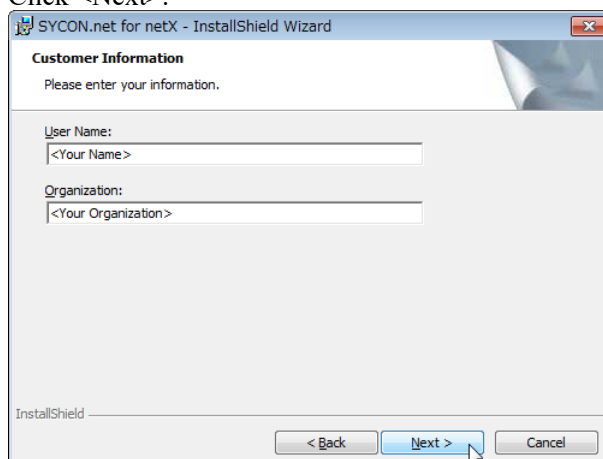 Click <Next>.
SYCON.net for netX - InstallShield Wizard
Customer Information
Please enter your information.
User Name:
<Your Name>
Organization:
<Your Organization>
InstallShield
< Back
Next >
Cancel